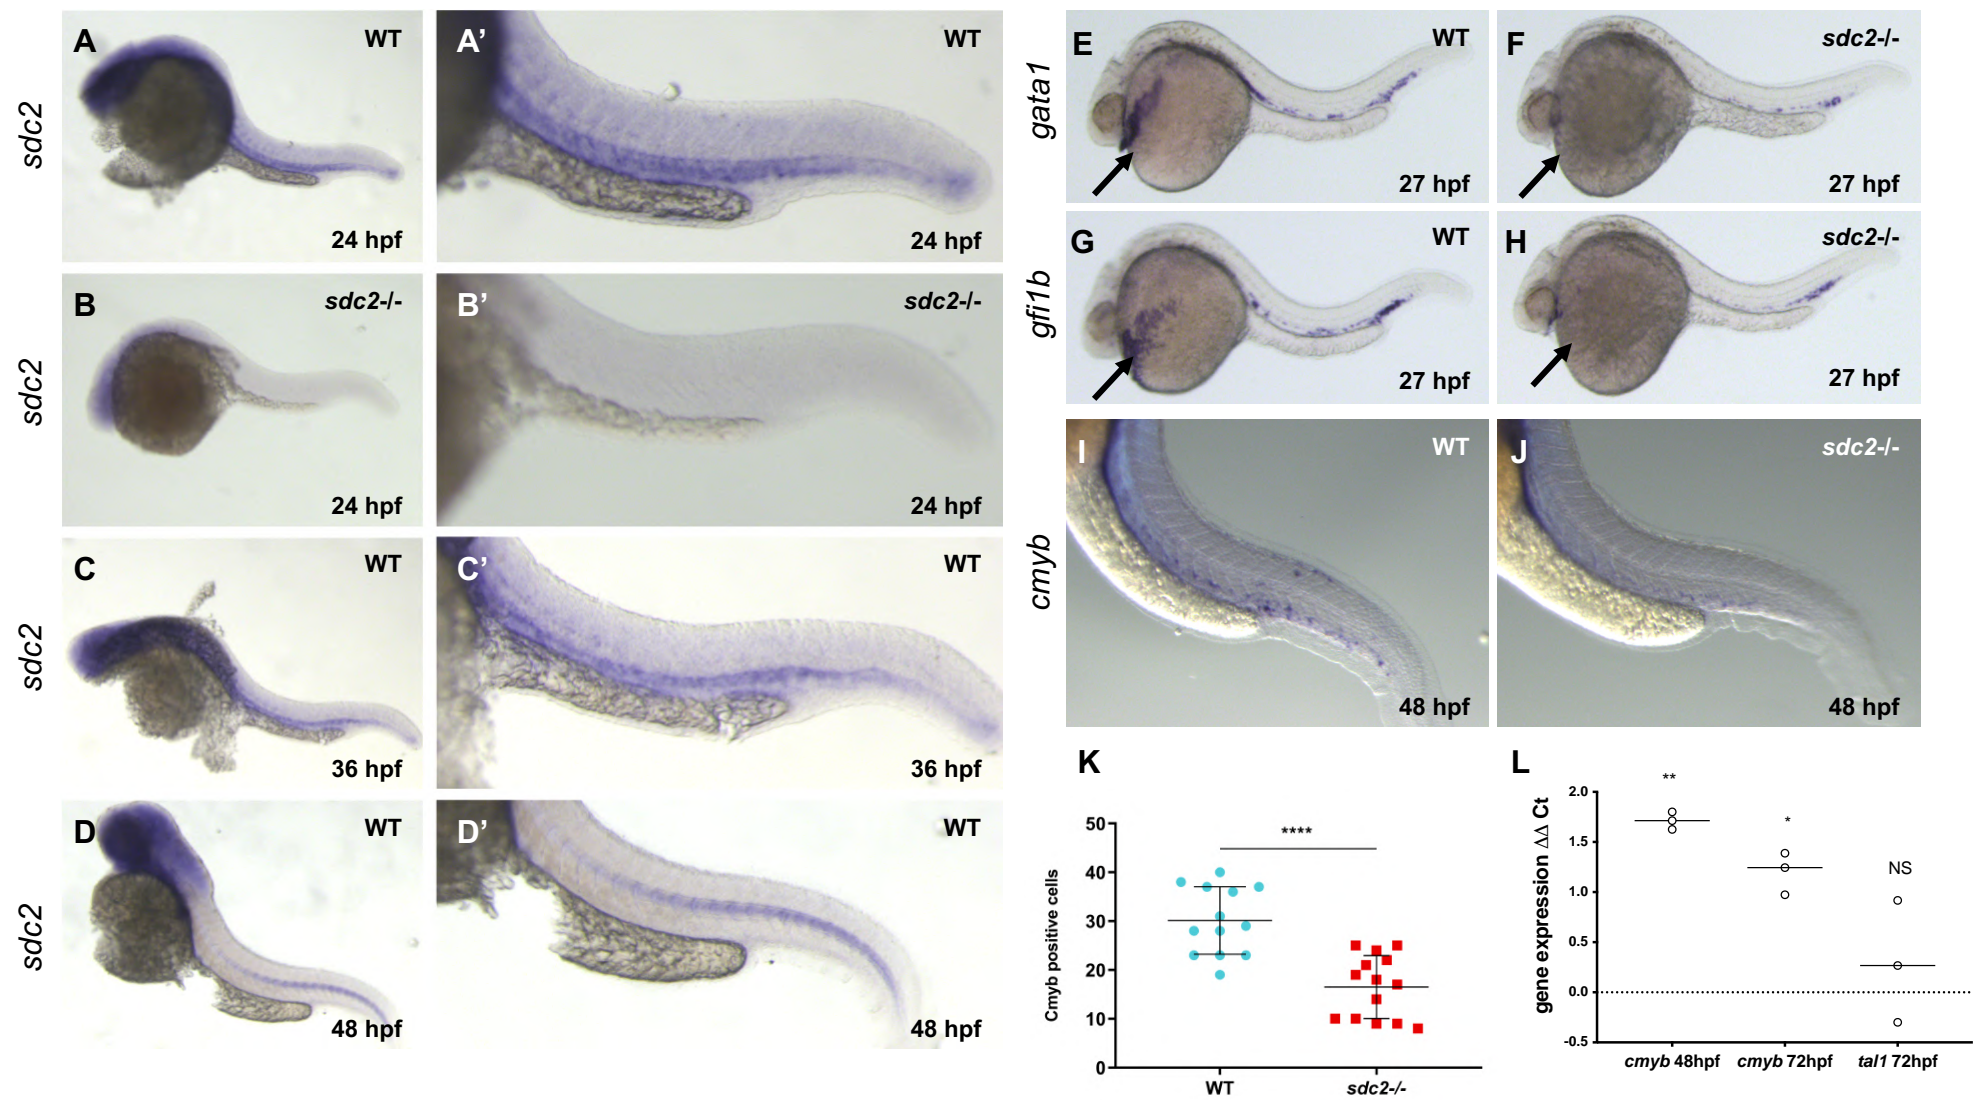 A
WT
sdc2
24 hpf
A'
WT
24 hpf
B
sdc2-/-
sdc2
24 hpf
B'
sdc2-/-
24 hpf
C
WT
sdc2
36 hpf
C'
WT
36 hpf
D
WT
sdc2
48 hpf
D'
WT
48 hpf
gata1
E
WT
27 hpf
F
sdc2-/-
27 hpf
gfi1b
G
WT
27 hpf
H
sdc2-/-
27 hpf
cmyb
I
WT
48 hpf
J
sdc2-/-
48 hpf
K
Cmyb positive cells
50
40
30
20
10
0
****
WT
sdc2-/-
L
gene expression ΔΔ Ct
2.0
1.5
1.0
0.5
0.0
-0.5
**
*
NS
cmyb 48hpf
cmyb 72hpf
tal1 72hpf